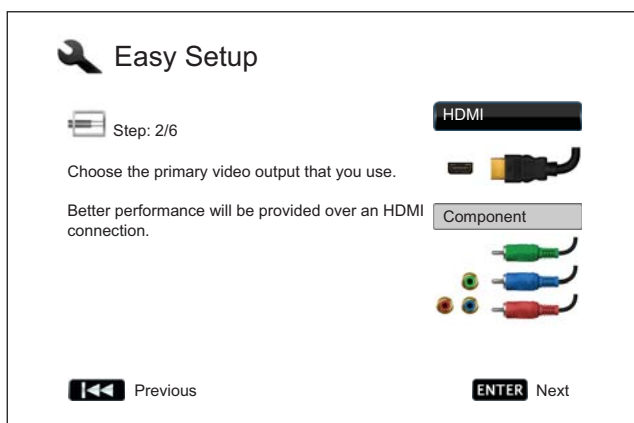 Easy Setup
Step: 2/6
Choose the primary video output that you use.
Better performance will be provided over an HDMI
connection.
HDMI
Component
Previous
ENTER Next